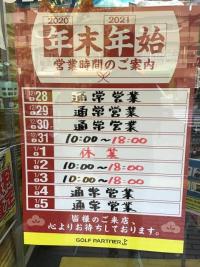 2020 2021
年末年始
営業時間のご案内
12/28 通常営業
12/29 通常営業
12/30 通常営業
12/31 10:00～18:00
1/1 休業
1/2 10:00～18:00
1/3 10:00～18:00
1/4 通常営業
1/5 通常営業
皆様のご来店
心よりお待ちしております。
GOLF PARTNER